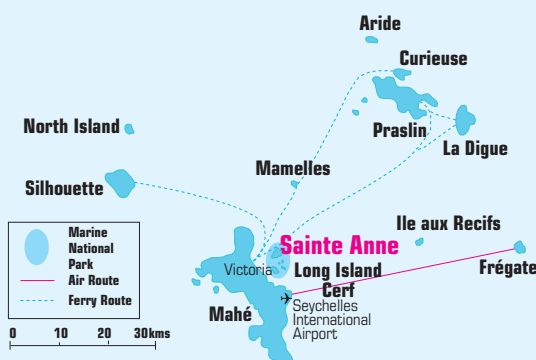 Aride
Curieuse
Praslin
La Digue
North Island
Silhouette
Mamelles
Ile aux Recifs
Frégate
Sainte Anne
Victoria
Long Island
Cerf
Mahé
Seychelles
International
Airport
Marine
National
Park
Air Route
Ferry Route
0 10 20 30kms